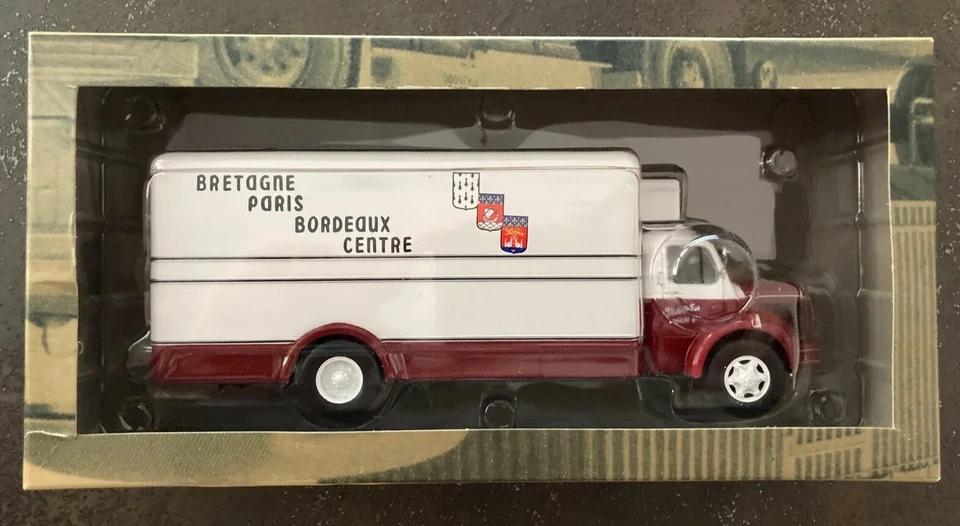 BRETAGNE
PARIS
BORDEAUX
CENTRE